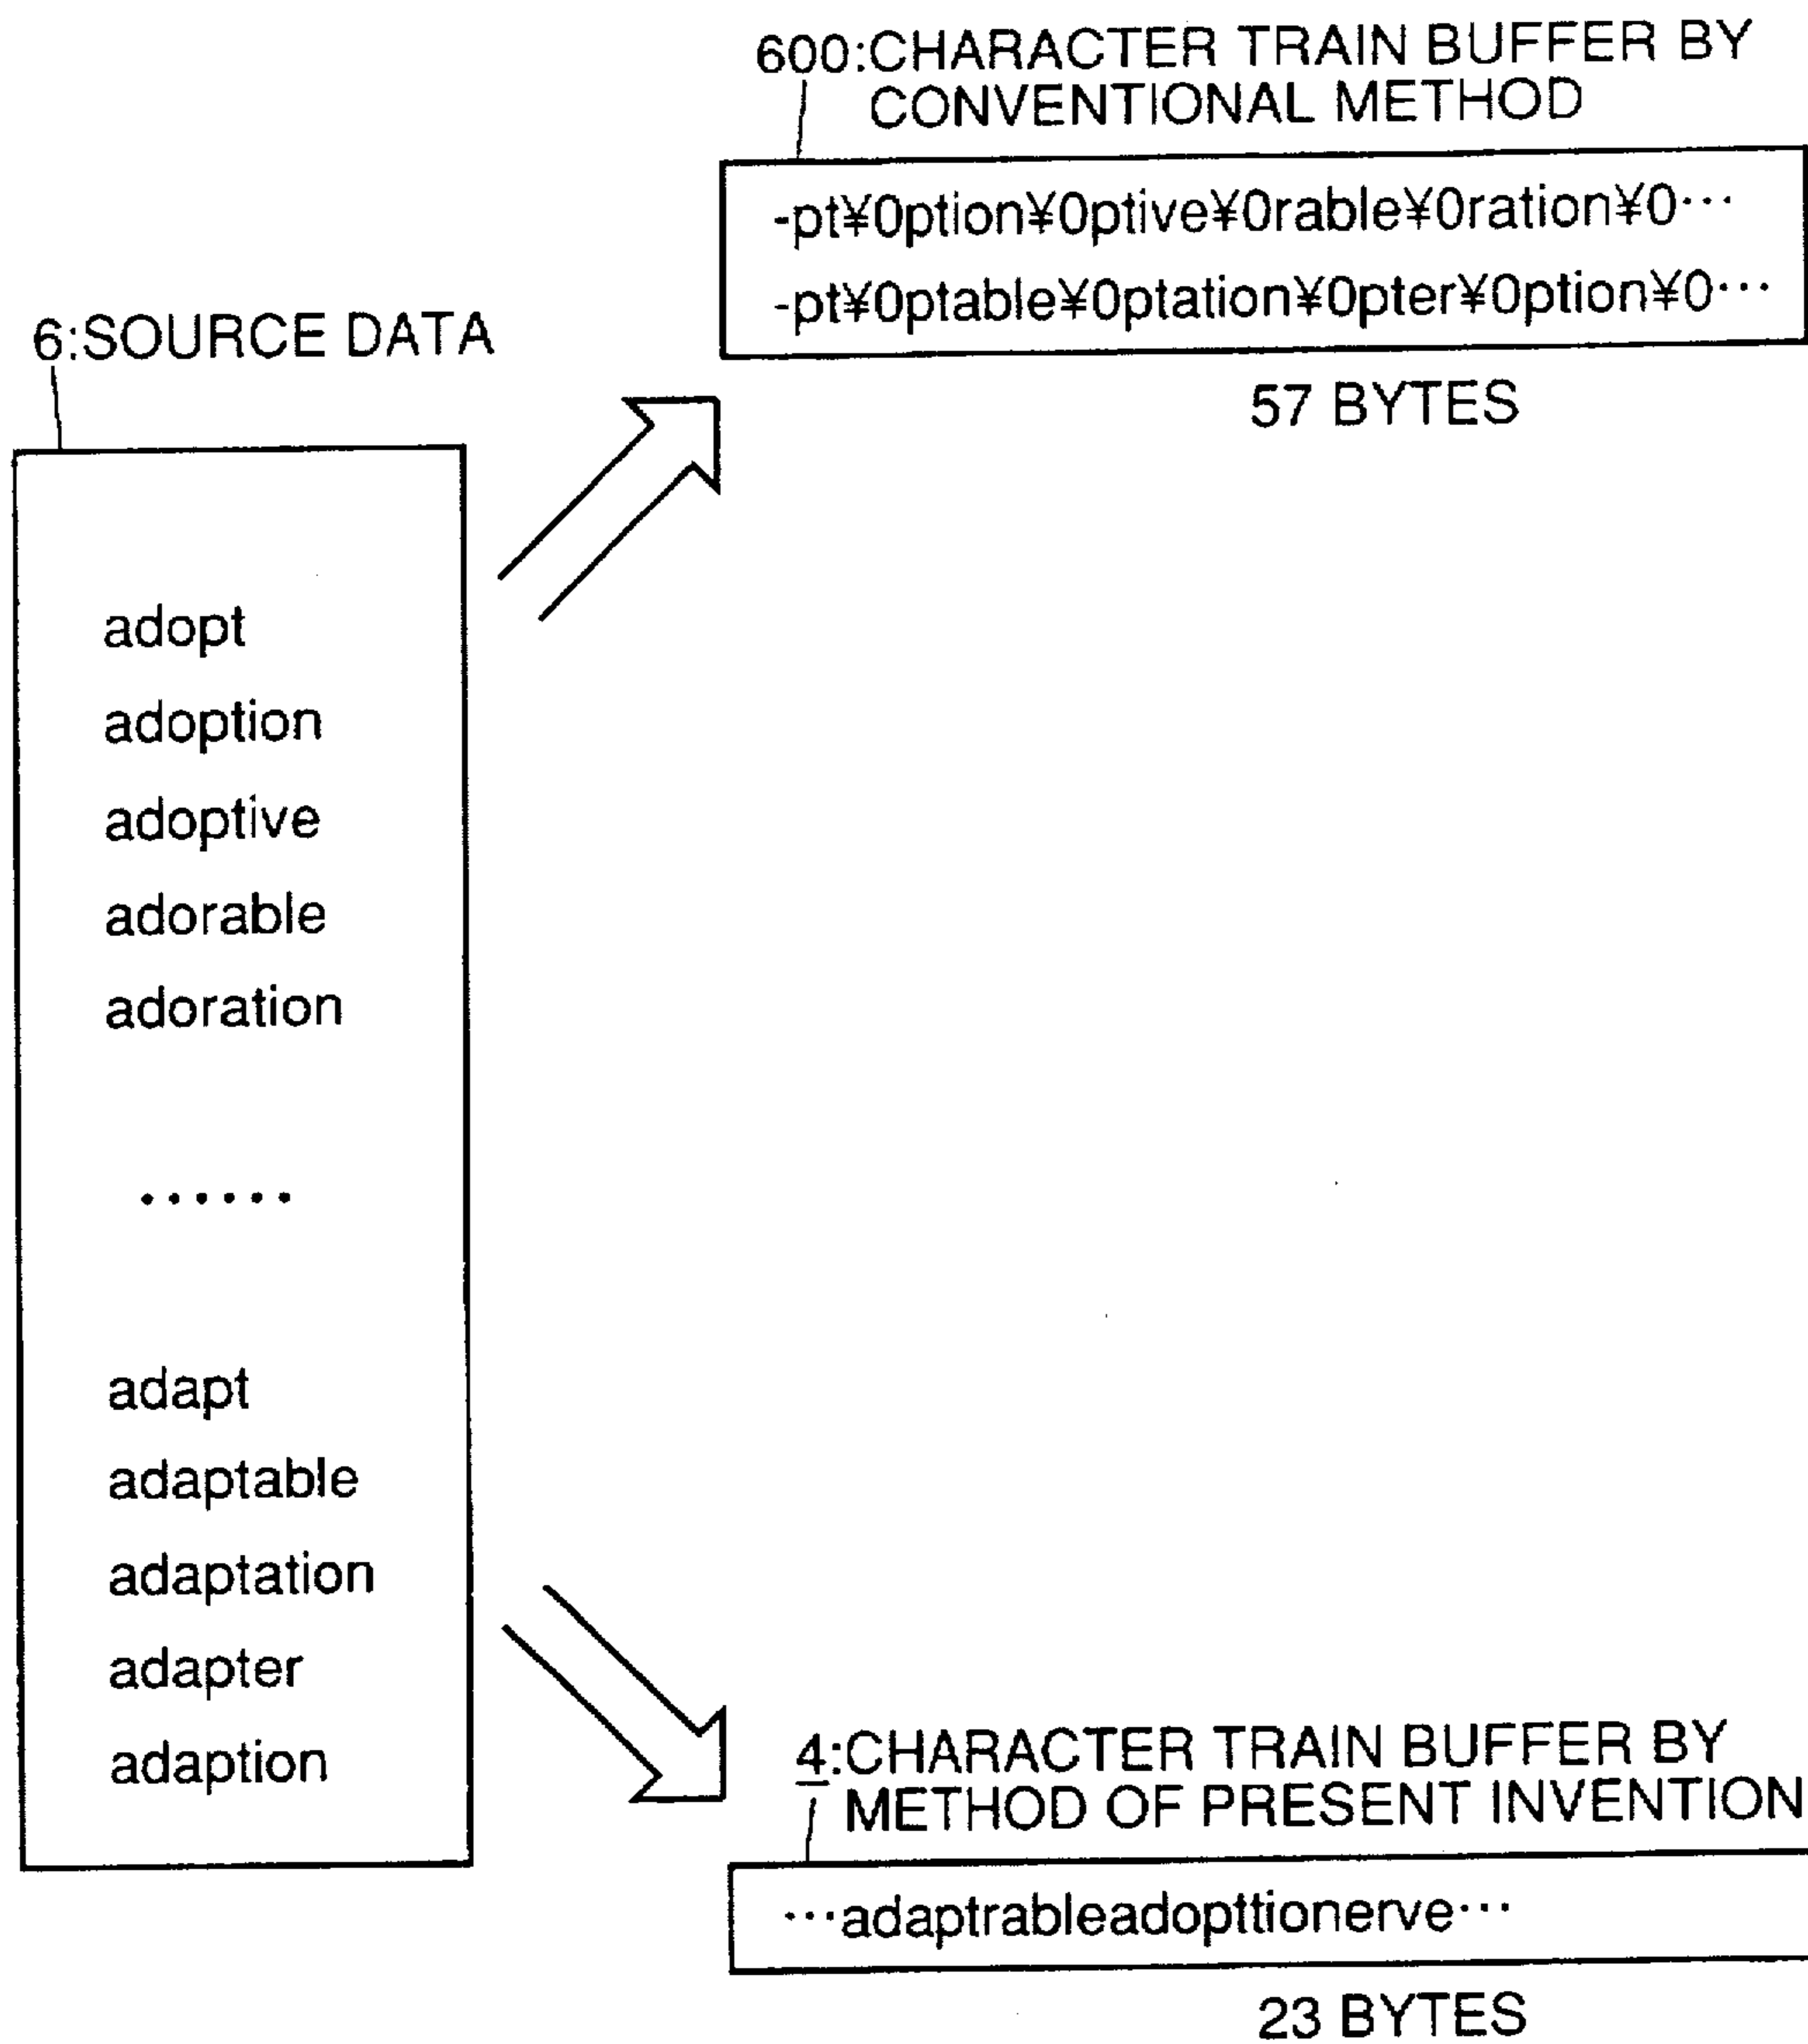 600:CHARACTER TRAIN BUFFER BY
CONVENTIONAL METHOD
-pt¥0ption¥0ptive¥0rable¥0ration¥0···
-pt¥0ptable¥0ptation¥0pter¥0ption¥0···
57 BYTES
6:SOURCE DATA
adopt
adoption
adoptive
adorable
adoration
······
adapt
adaptable
adaptation
adapter
adaption
4:CHARACTER TRAIN BUFFER BY
METHOD OF PRESENT INVENTION
···adaptrableadopttionerve···
23 BYTES